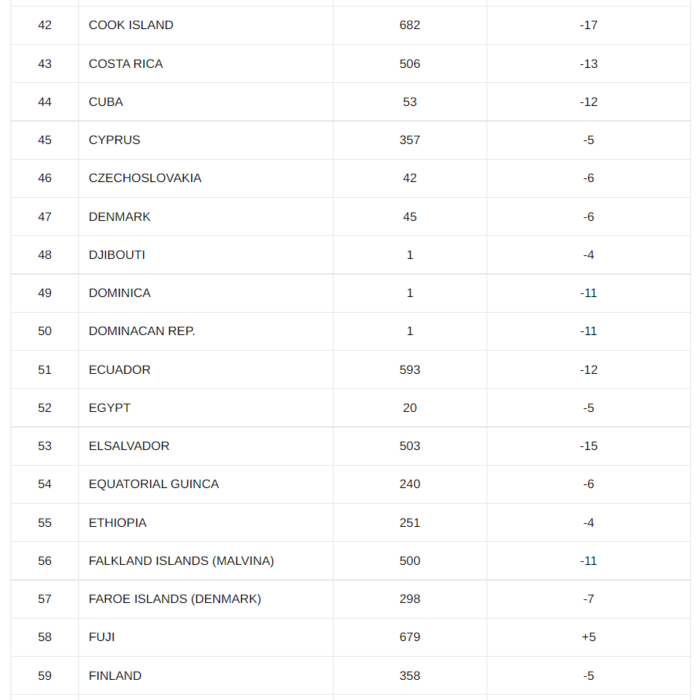 42 COOK ISLAND 682 -17
43 COSTA RICA 506 -13
44 CUBA 53 -12
45 CYPRUS 357 -5
46 CZECHOSLOVAKIA 42 -6
47 DENMARK 45 -6
48 DJIBOUTI 1 -4
49 DOMINICA 1 -11
50 DOMINACAN REP. 1 -11
51 ECUADOR 593 -12
52 EGYPT 20 -5
53 ELSALVADOR 503 -15
54 EQUATORIAL GUINCA 240 -6
55 ETHIOPIA 251 -4
56 FALKLAND ISLANDS (MALVINA) 500 -11
57 FAROE ISLANDS (DENMARK) 298 -7
58 FUJI 679 +5
59 FINLAND 358 -5